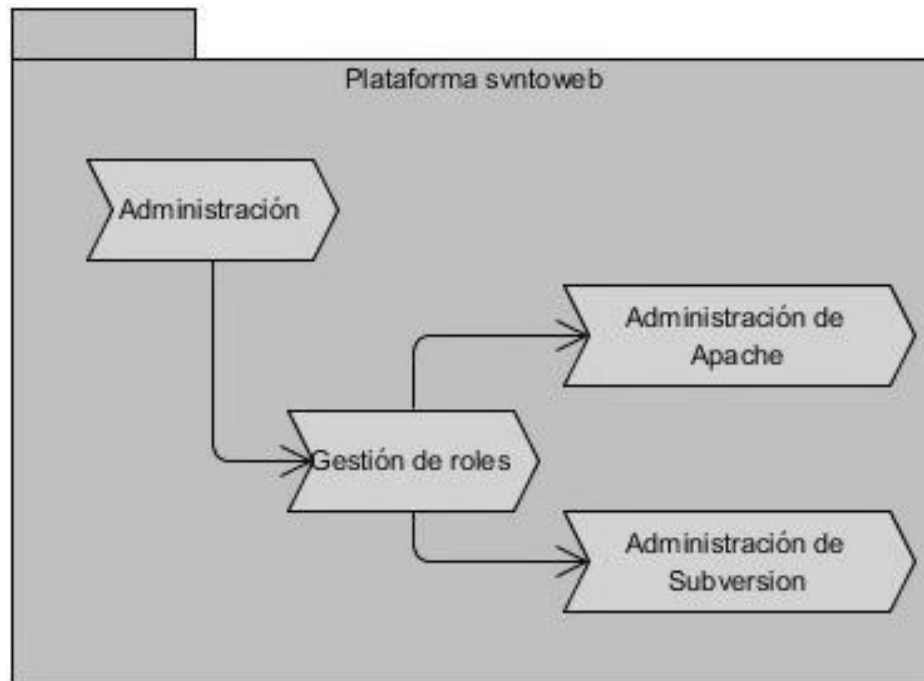 Plataforma svntoweb
Administración
Administración de
Apache
Gestión de roles
Administración de
Subversion